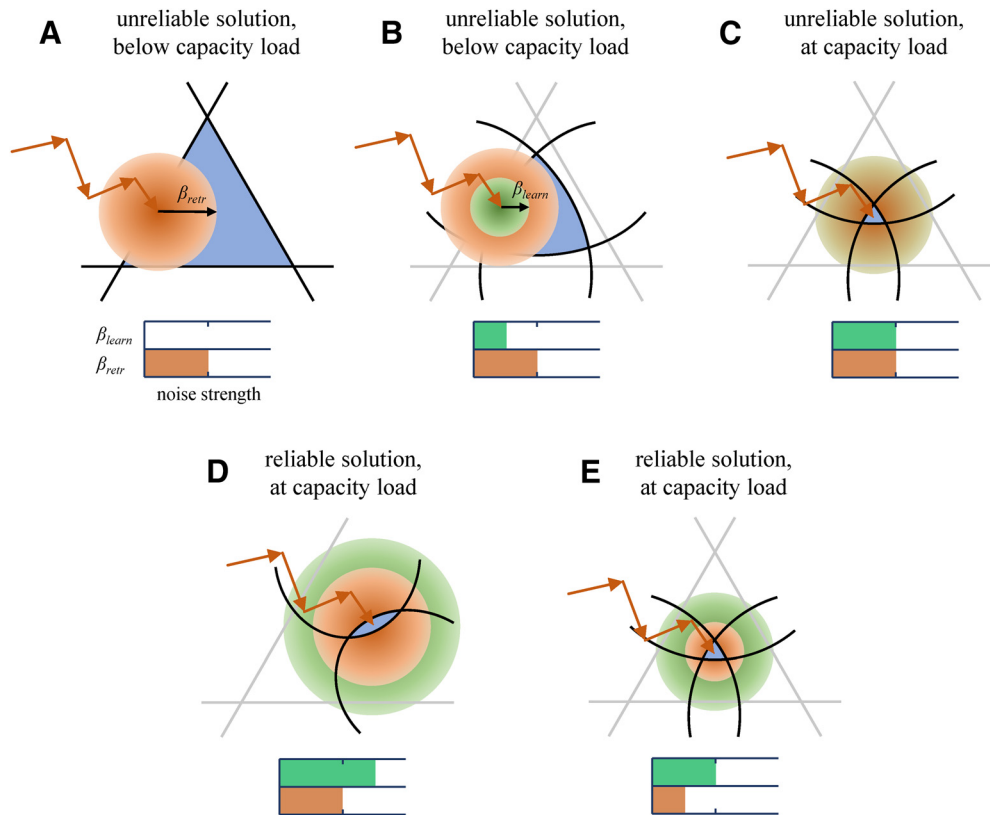 A
unreliable solution,
below capacity load
β_retr
β_learn
β_retr
noise strength
B
unreliable solution,
below capacity load
β_learn
C
unreliable solution,
at capacity load
D
reliable solution,
at capacity load
E
reliable solution,
at capacity load